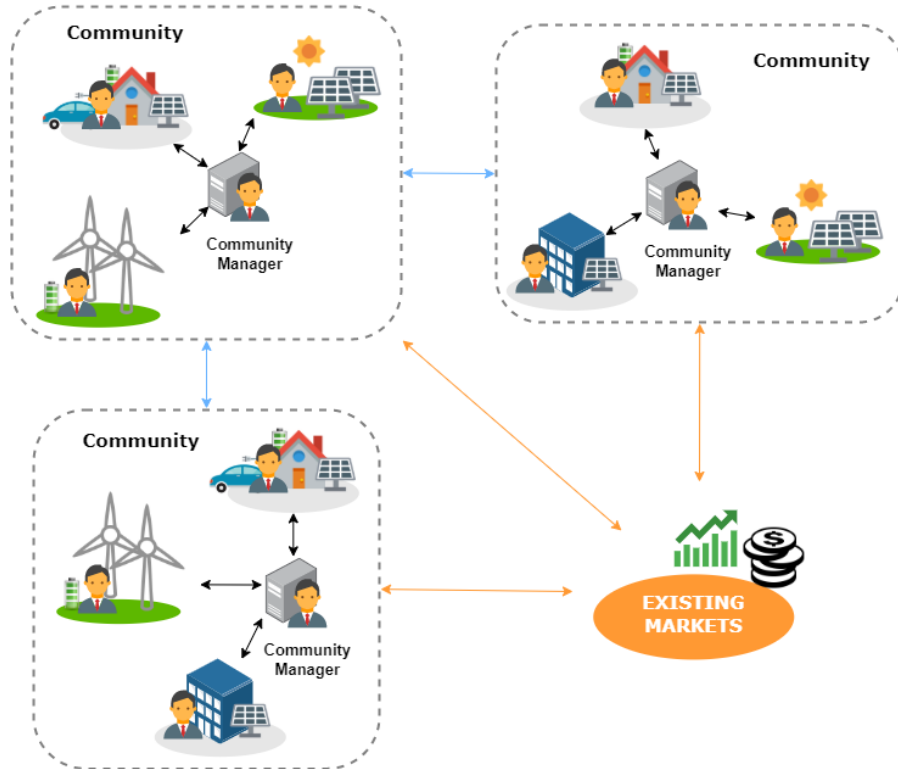 Community
Community
Community
Manager
Community
Manager
Community
Community
Manager
EXISTING
MARKETS